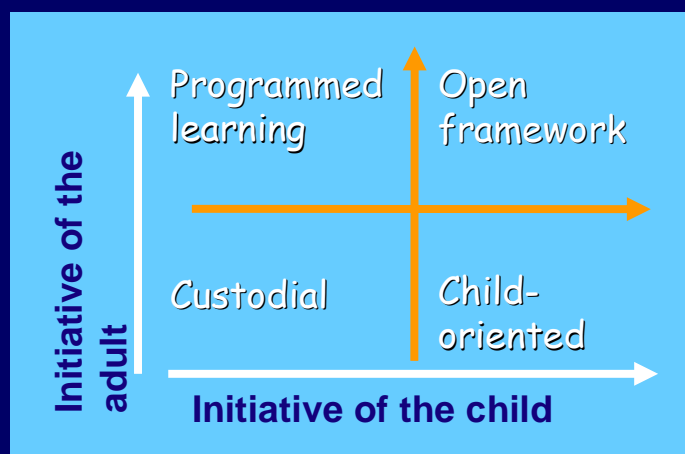 Programmed
learning
Open
framework
Custodial
Child-
oriented
Initiative of the
adult
Initiative of the child